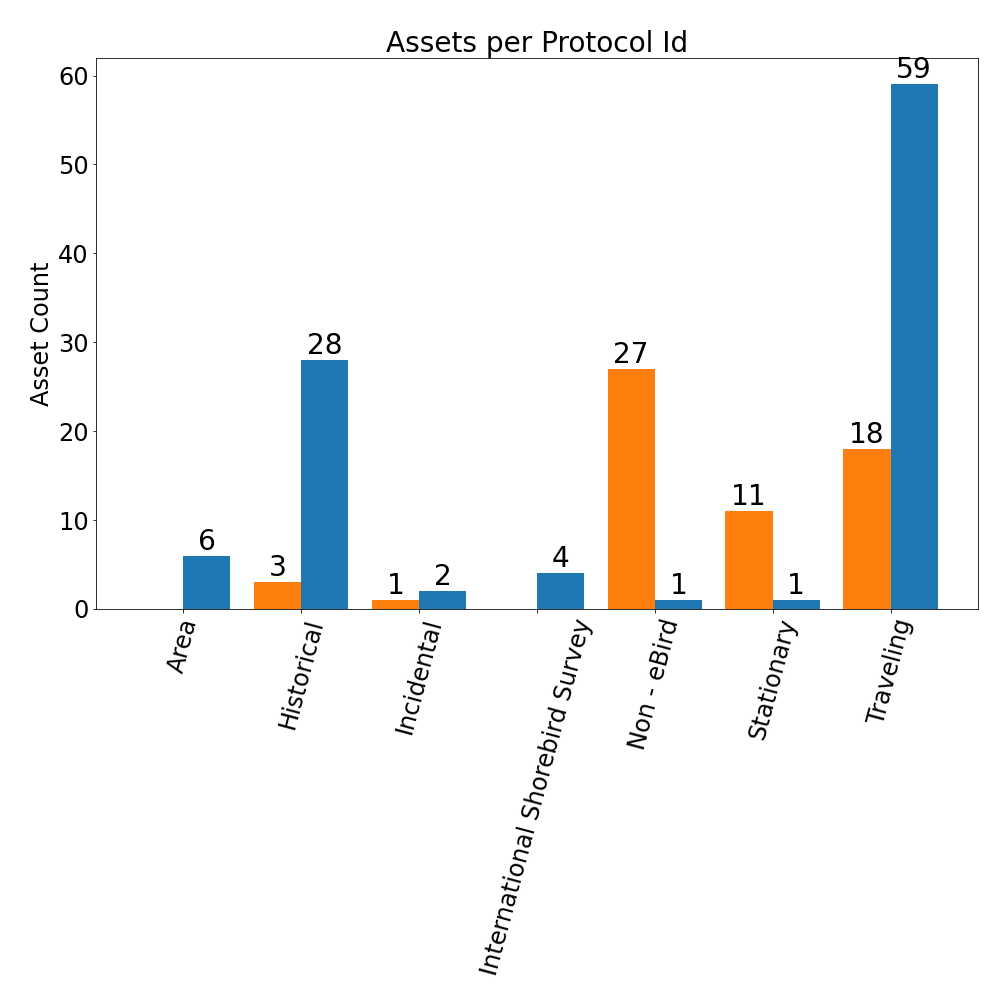 Assets per Protocol Id
Asset Count
60
50
40
30
20
10
0
6
3
28
1
2
4
27
1
11
1
18
59
Area
Historical
Incidental
International Shorebird Survey
Non - eBird
Stationary
Traveling